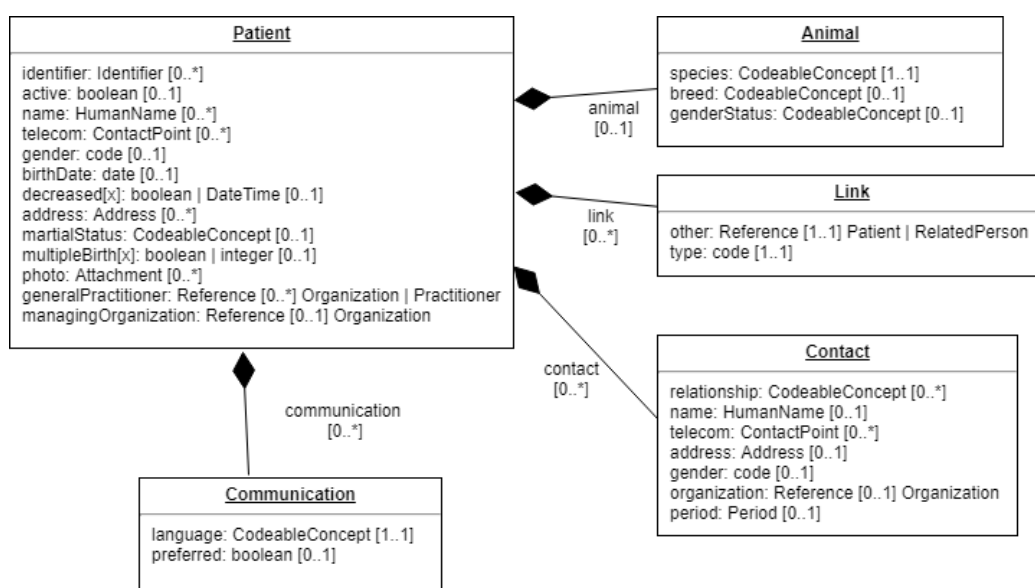 Patient
identifier: Identifier [0..*]
active: boolean [0..1]
name: HumanName [0..*]
telecom: ContactPoint [0..*]
gender: code [0..1]
birthDate: date [0..1]
decreased[x]: boolean | DateTime [0..1]
address: Address [0..*]
martialStatus: CodeableConcept [0..1]
multipleBirth[x]: boolean | integer [0..1]
photo: Attachment [0..*]
generalPractitioner: Reference [0..*] Organization | Practitioner
managingOrganization: Reference [0..1] Organization
animal
[0..1]
Animal
species: CodeableConcept [1..1]
breed: CodeableConcept [0..1]
genderStatus: CodeableConcept [0..1]
link
[0..*]
Link
other: Reference [1..1] Patient | RelatedPerson
type: code [1..1]
contact
[0..*]
Contact
relationship: CodeableConcept [0..*]
name: HumanName [0..1]
telecom: ContactPoint [0..*]
address: Address [0..1]
gender: code [0..1]
organization: Reference [0..1] Organization
period: Period [0..1]
communication
[0..*]
Communication
language: CodeableConcept [1..1]
preferred: boolean [0..1]